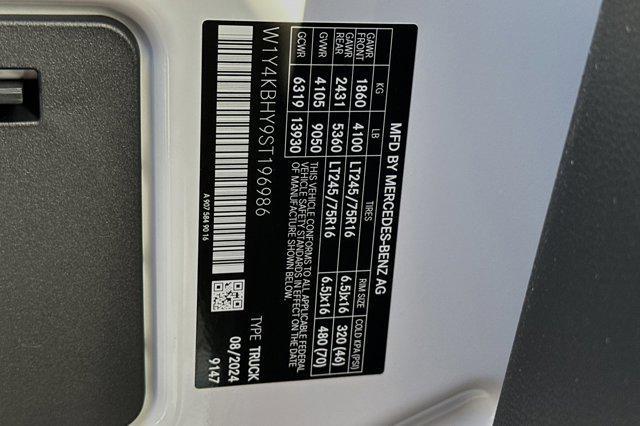 MFD BY MERCEDES-BENZ AG
KG LB TIRES RIM SIZE COLD KPA (PSI)
GAWR FRONT 1860 4100 LT245/75R16 6.5Jx16 320 (46)
GAWR REAR 2431 5360 LT245/75R16 6.5Jx16 480 (70)
GVWR 4105 9050 THIS VEHICLE CONFORMS TO ALL APPLICABLE FEDERAL
GCWR 6319 13930 VEHICLE SAFETY STANDARDS IN EFFECT ON THE DATE
OF MANUFACTURE SHOWN BELOW.
W1Y4KBHY9ST196986 TYPE TRUCK
08/2024
A 907 584 90 16 9147